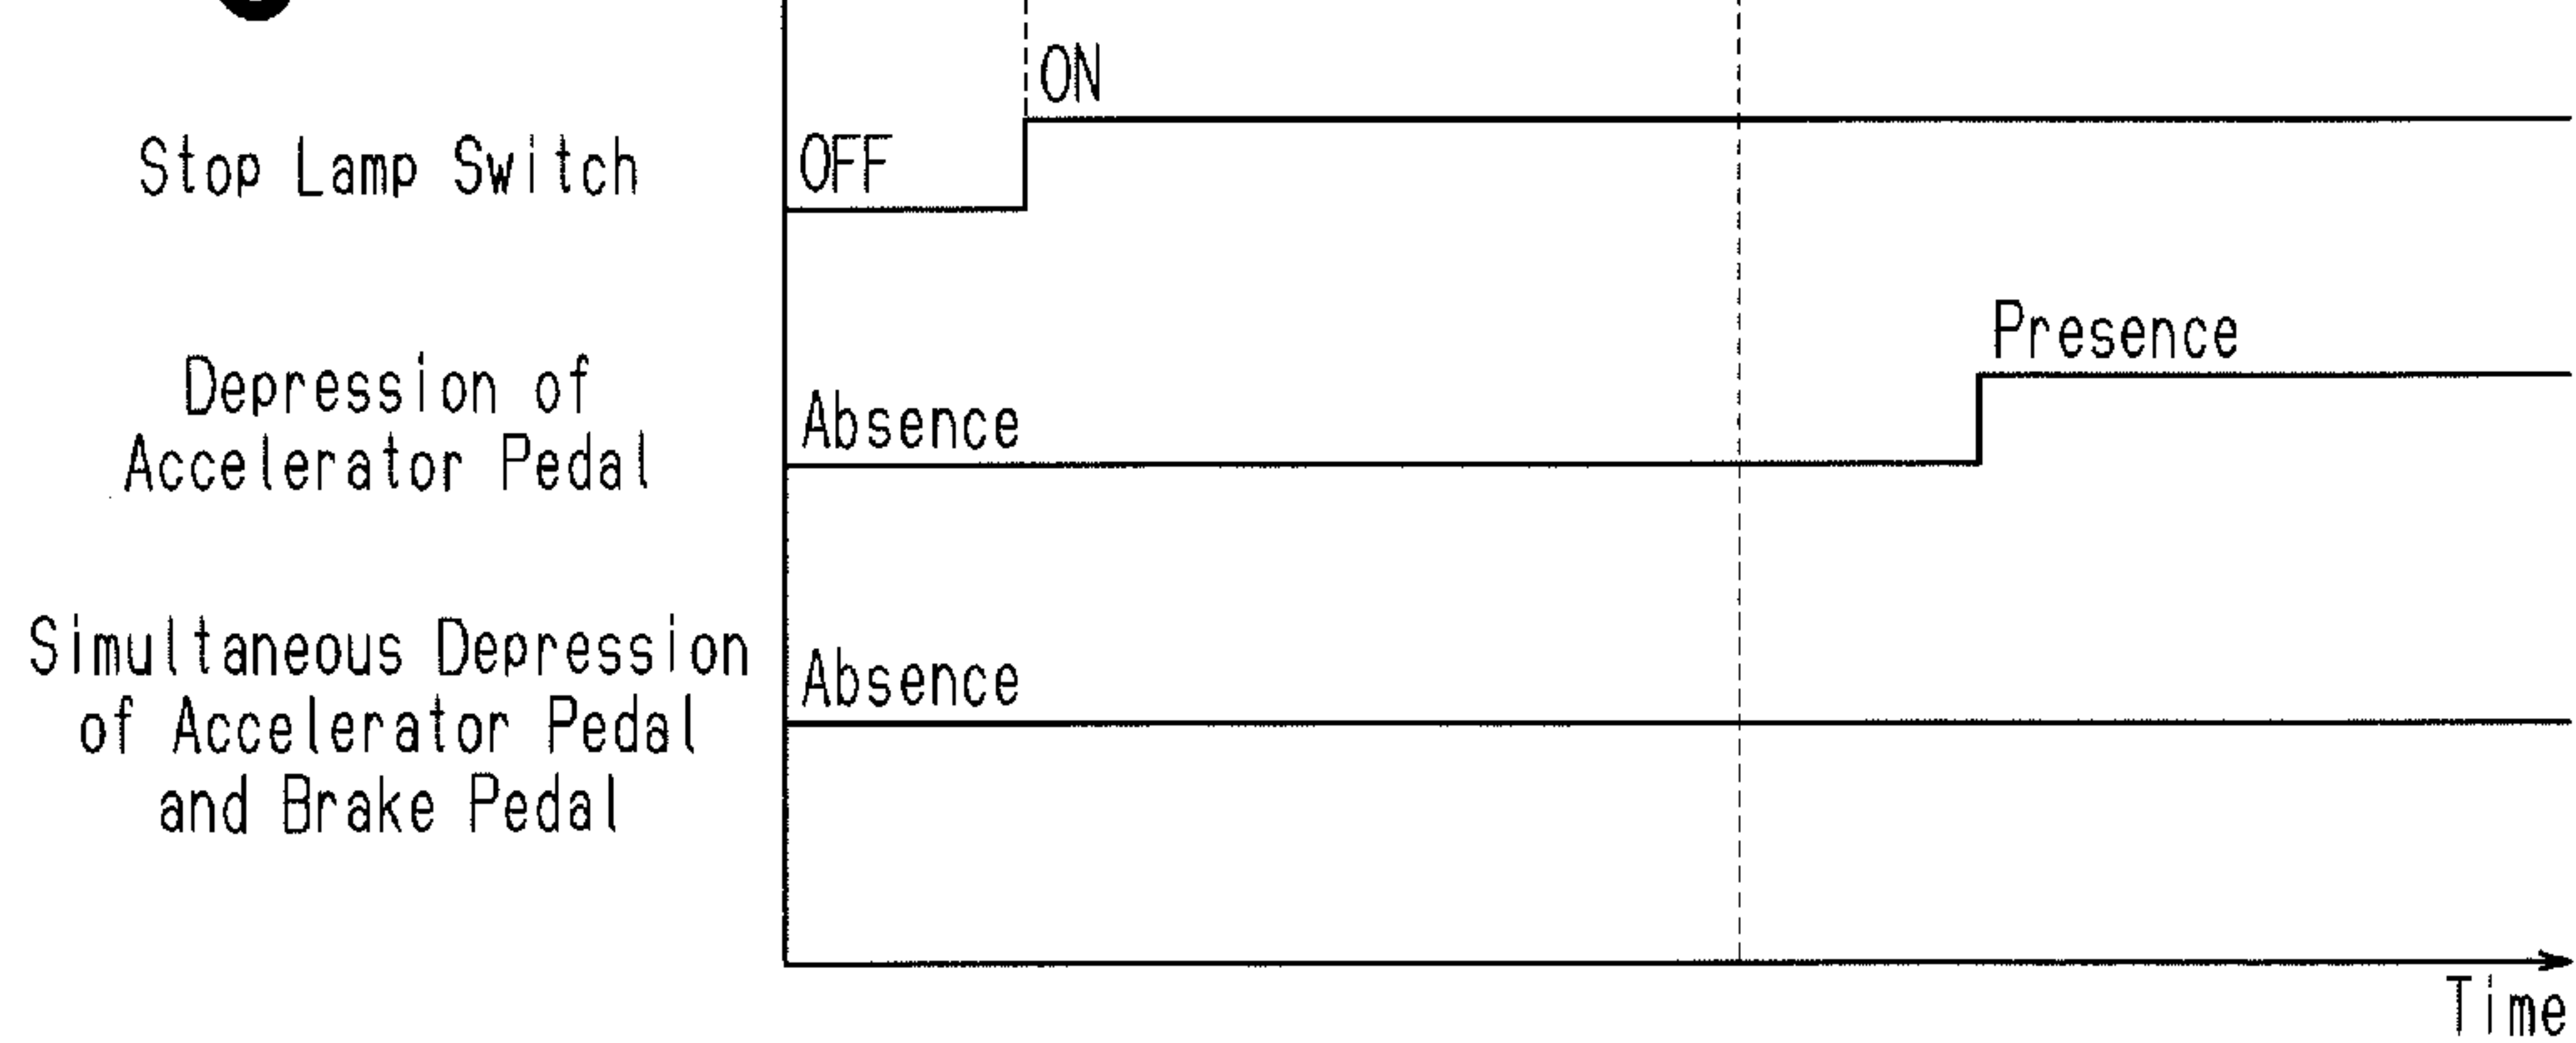 ON
Stop Lamp Switch
OFF
Presence
Depression of
Accelerator Pedal
Absence
Simultaneous Depression
of Accelerator Pedal
and Brake Pedal
Absence
Time